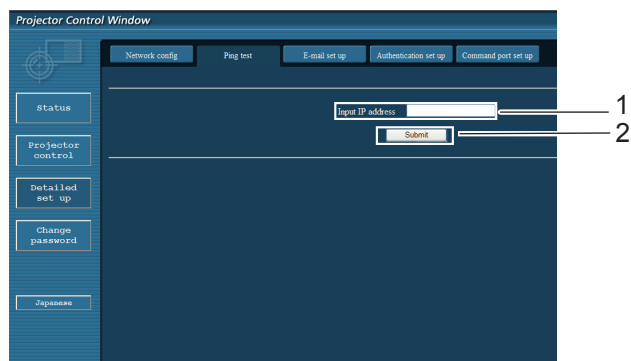 Projector Control Window
Network config Ping test E-mail set up Authentication set up Command port set up
Status
Projector
control
Detailed
set up
Change
password
Japanese
Input IP address
Submit
1
2